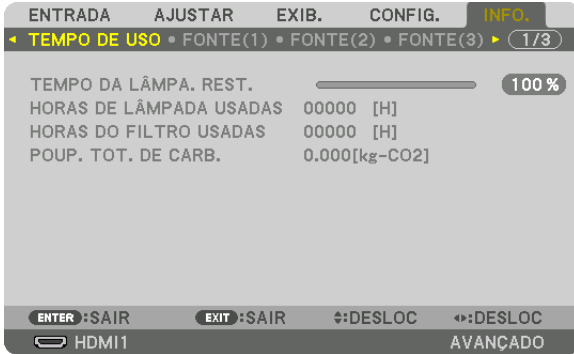 ENTRADA AJUSTAR EXIB. CONFIG. INFO.
◄ TEMPO DE USO • FONTE(1) • FONTE(2) • FONTE(3) ► 1/3
TEMPO DA LÂMPA. REST. 100 %
HORAS DE LÂMPADA USADAS 00000 [H]
HORAS DO FILTRO USADAS 00000 [H]
POUP. TOT. DE CARB. 0.000[kg-CO2]
ENTER :SAIR EXIT :SAIR ♦:DESLOC ◄►:DESLOC
HDMI1 AVANÇADO